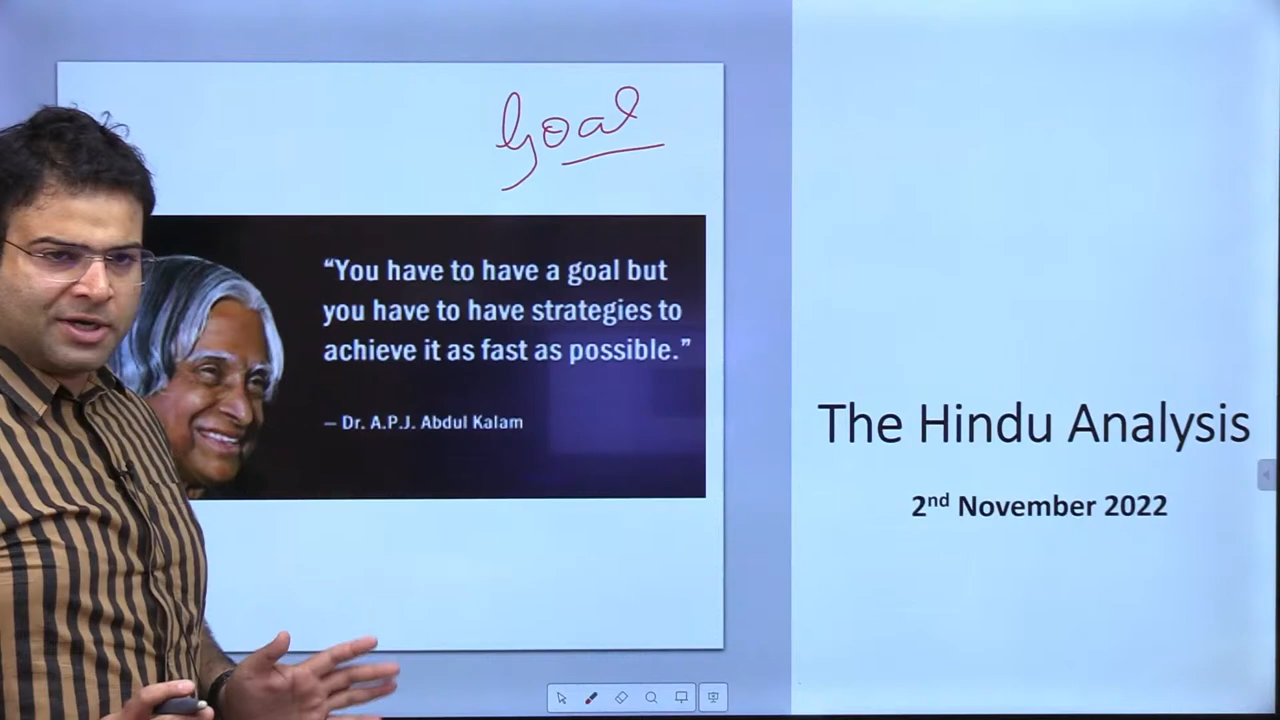 Goal
“You have to have a goal but
you have to have strategies to
achieve it as fast as possible.”
– Dr. A.P.J. Abdul Kalam
The Hindu Analysis
2nd November 2022